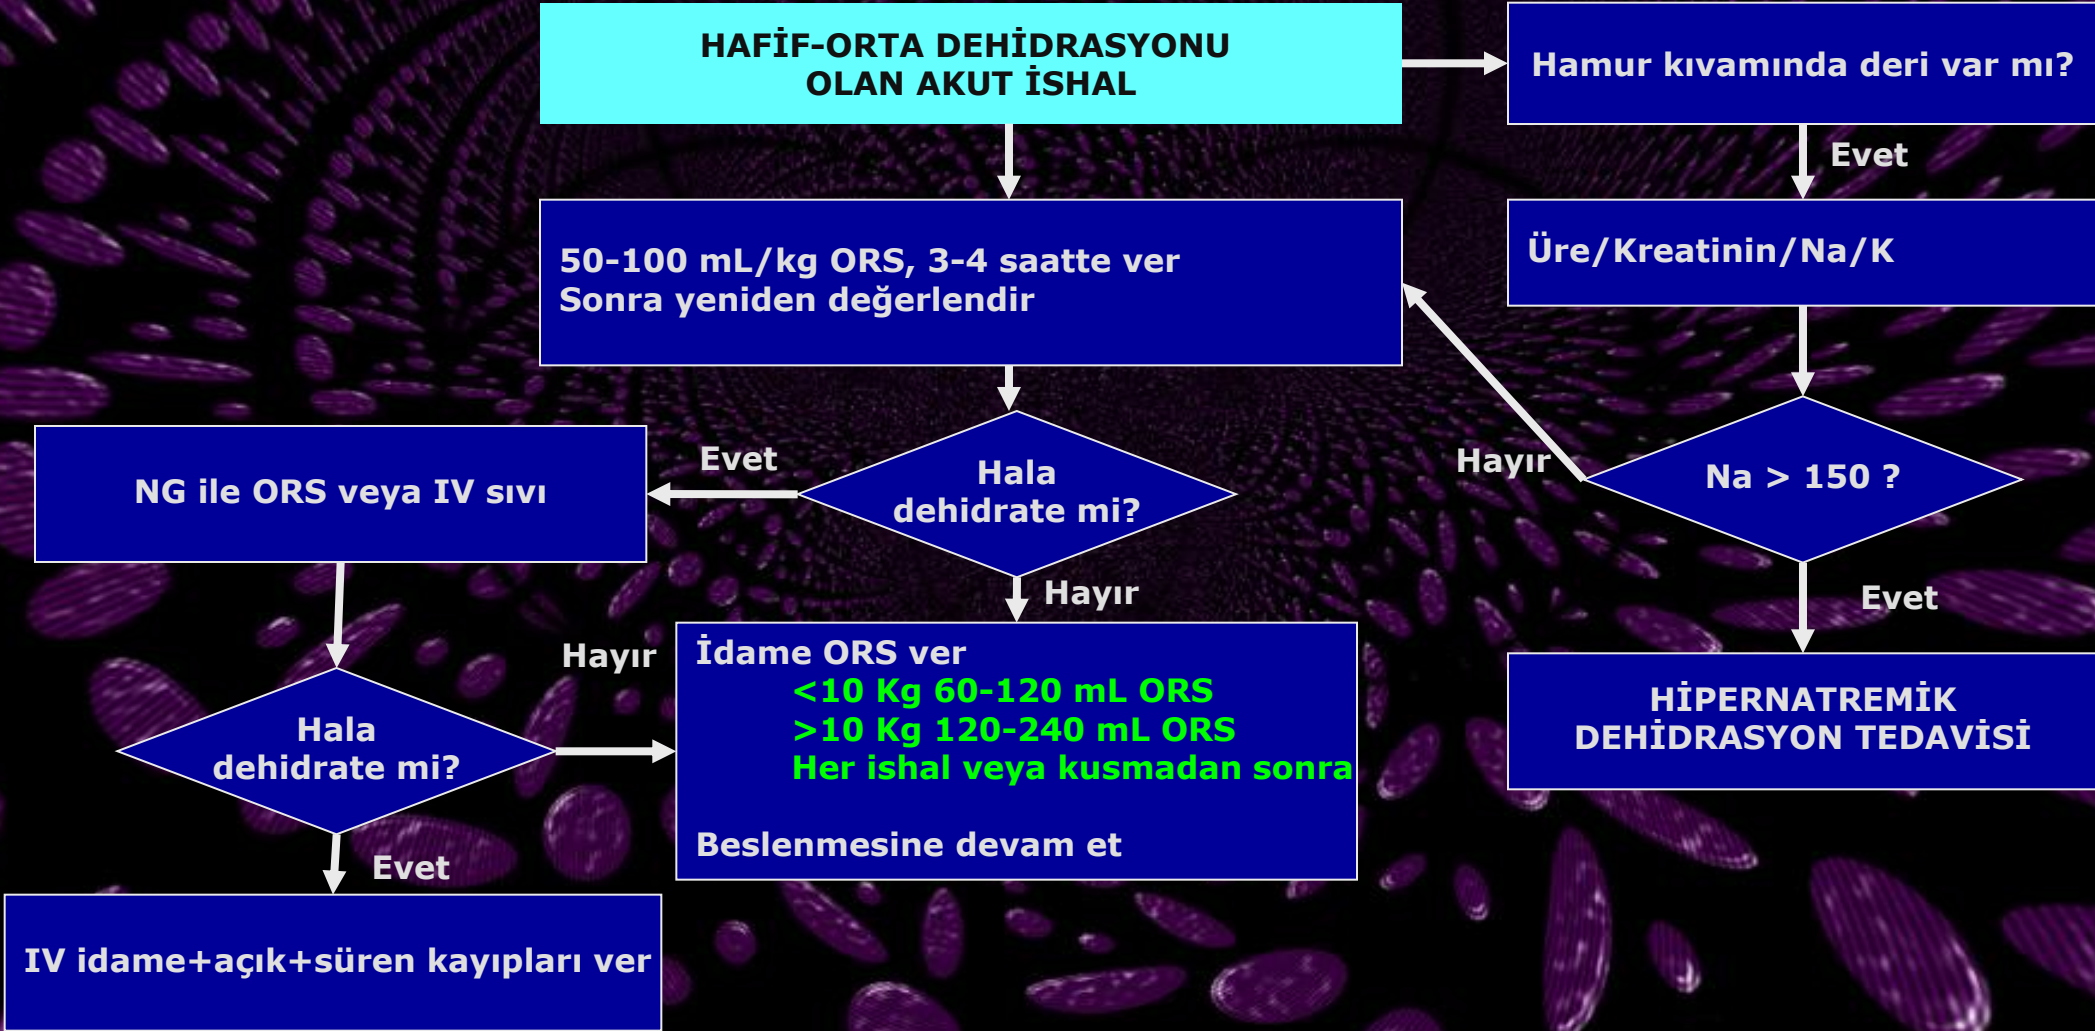 HAFİF-ORTA DEHİDRASYONU
OLAN AKUT İSHAL
Hamur kıvamında deri var mı?
Evet
50-100 mL/kg ORS, 3-4 saatte ver
Sonra yeniden değerlendir
Üre/Kreatinin/Na/K
Hala
dehidrate mi?
Evet
NG ile ORS veya IV sıvı
Hayır
Na > 150 ?
Hayır
Evet
İdame ORS ver
<10 Kg 60-120 mL ORS
>10 Kg 120-240 mL ORS
Her ishal veya kusmadan sonra
Beslenmesine devam et
HİPERNATREMİK
DEHİDRASYON TEDAVİSİ
Hayır
Hala
dehidrate mi?
Evet
IV idame+açık+süren kayıpları ver